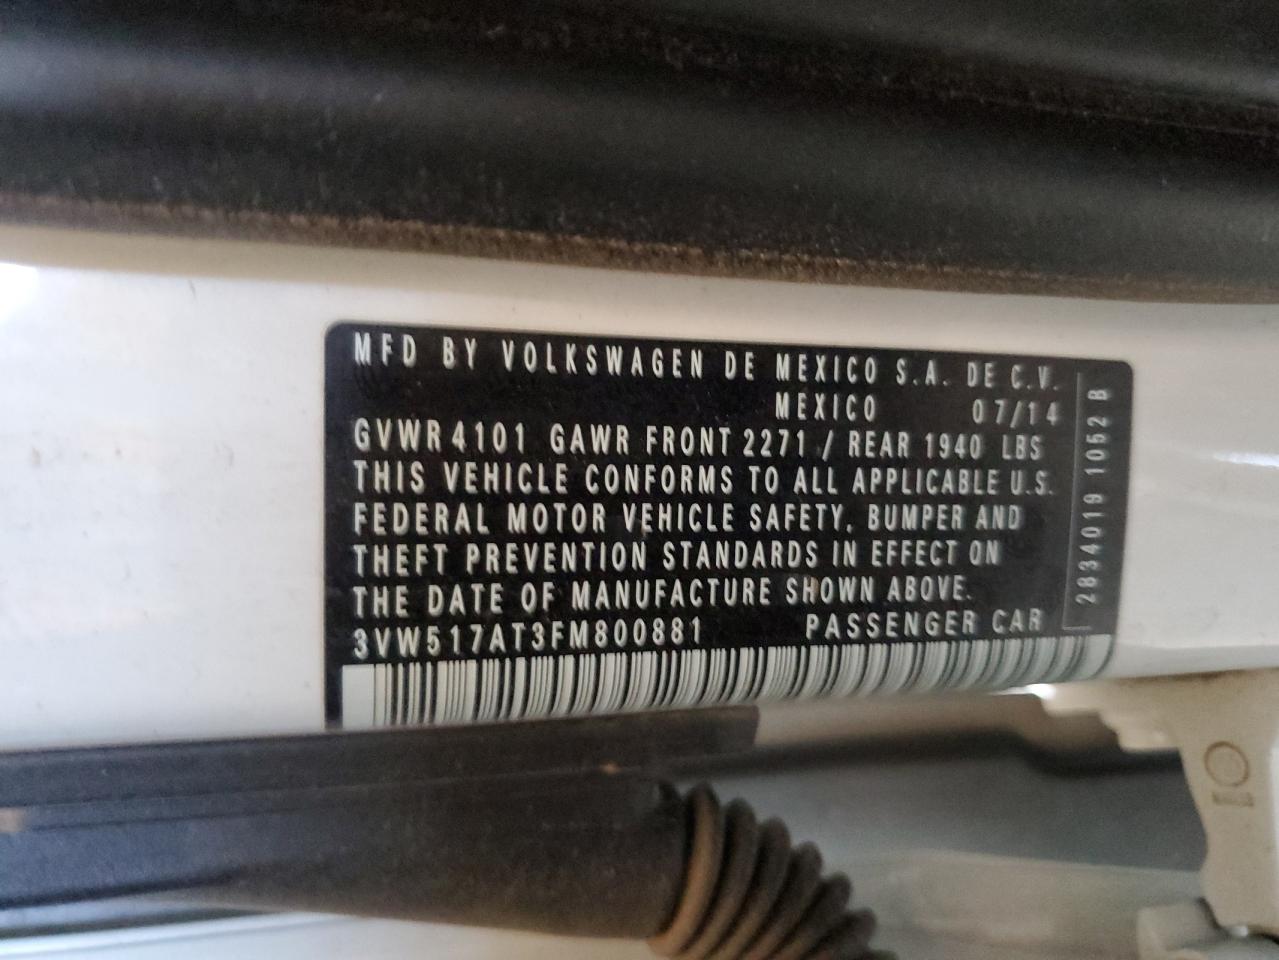 MFD BY VOLKSWAGEN DE MEXICO S.A. DE C.V.
MEXICO 07/14
GVWR 4101 GAWR FRONT 2271 / REAR 1940 LBS
THIS VEHICLE CONFORMS TO ALL APPLICABLE U.S.
FEDERAL MOTOR VEHICLE SAFETY, BUMPER AND
THEFT PREVENTION STANDARDS IN EFFECT ON
THE DATE OF MANUFACTURE SHOWN ABOVE.
3VW517AT3FM800881 PASSENGER CAR
2834019 1052 B